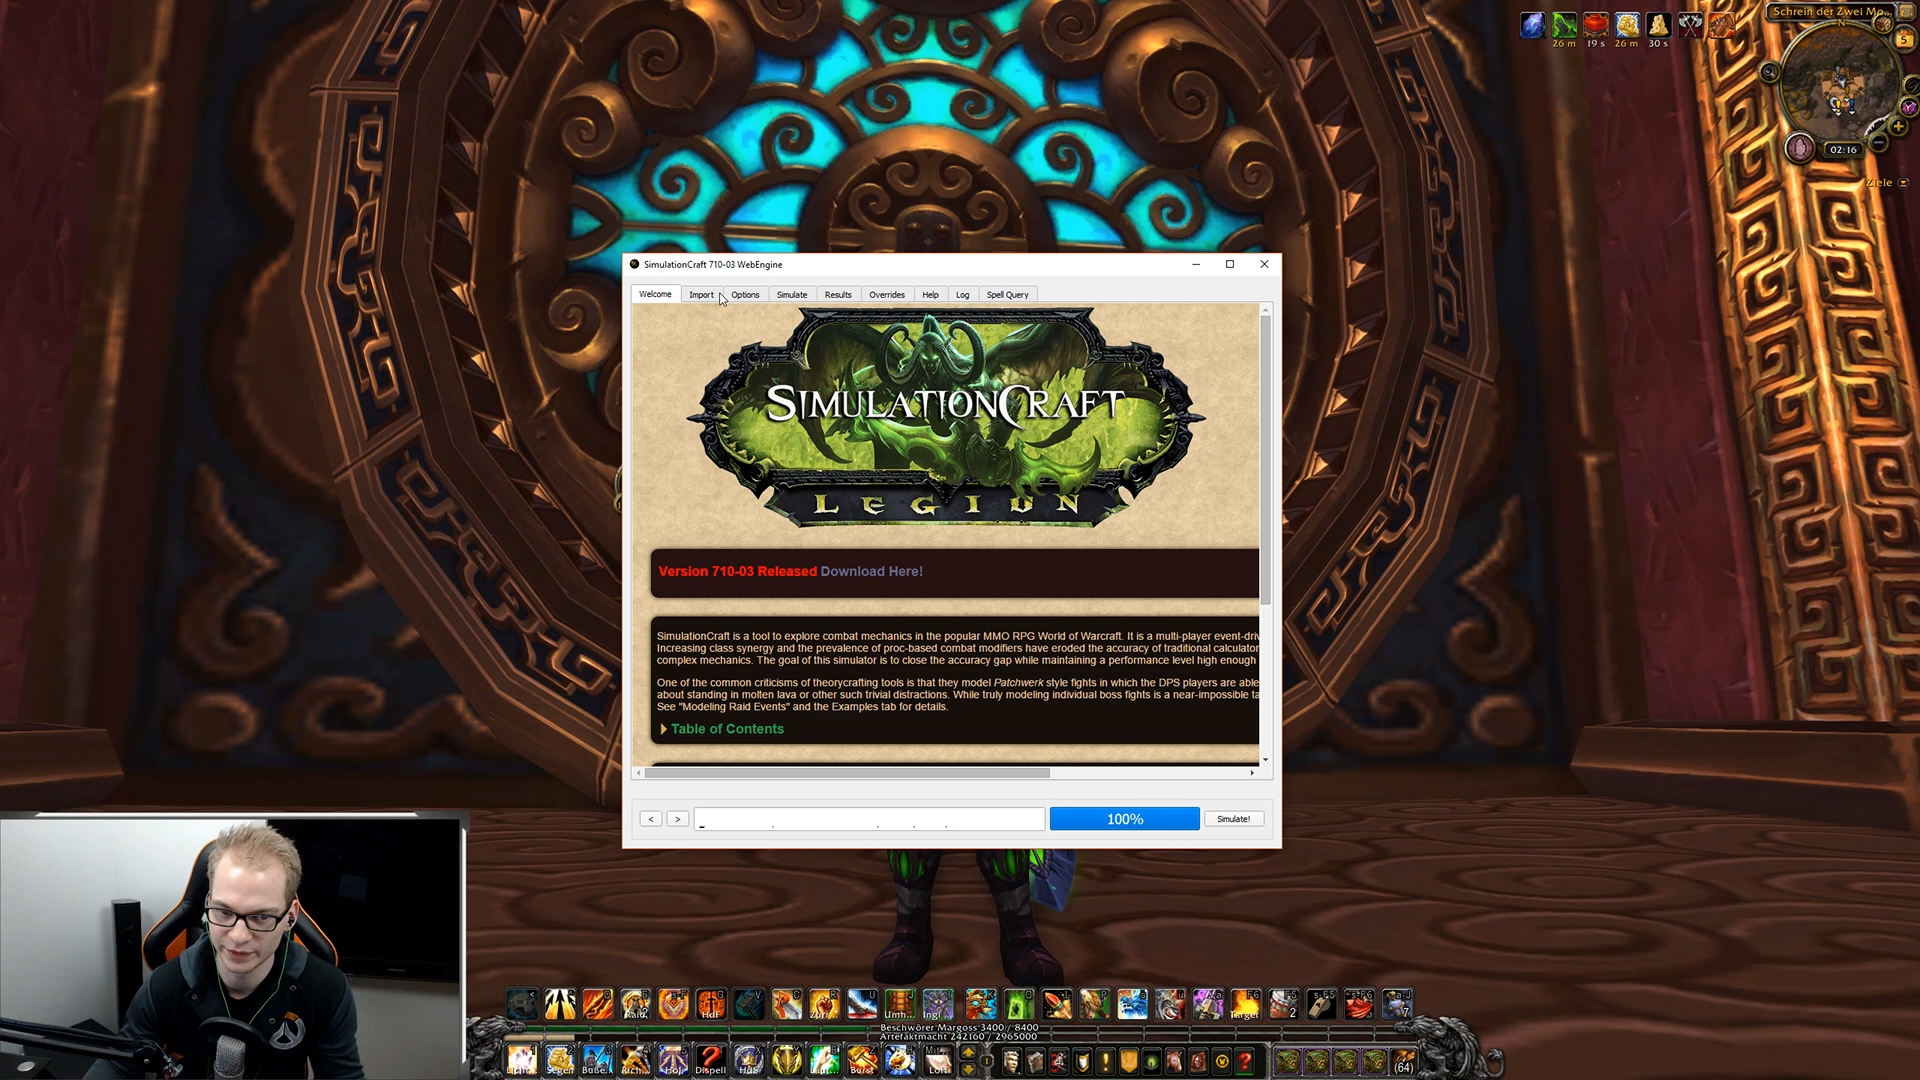 Schrein der Zwei Mo...
N
5
26 m
19 s
26 m
30 s
02:16
Ziele
SimulationCraft 710-03 WebEngine
Welcome
Import
Options
Simulate
Results
Overrides
Help
Log
Spell Query
SIMULATIONCRAFT
LEGION
Version 710-03 Released Download Here!
SimulationCraft is a tool to explore combat mechanics in the popular MMO RPG World of Warcraft. It is a multi-player event-driv
Increasing class synergy and the prevalence of proc-based combat modifiers have eroded the accuracy of traditional calculator
complex mechanics. The goal of this simulator is to close the accuracy gap while maintaining a performance level high enough
One of the common criticisms of theorycrafting tools is that they model Patchwerk style fights in which the DPS players are able
about standing in molten lava or other such trivial distractions. While truly modeling individual boss fights is a near-impossible ta
See "Modeling Raid Events" and the Examples tab for details.
Table of Contents
<
>
100%
Simulate!
Raid
HdF
Umh...
Target
2
7
Beschwörer Margoss 3400 / 8400
Artefaktmacht 242160 / 2965000
Segen
Buße
Dispell
Burst
(64)